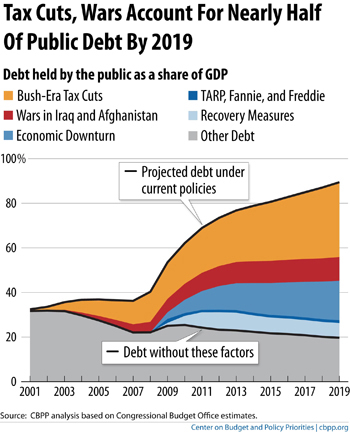 Tax Cuts, Wars Account For Nearly Half
Of Public Debt By 2019
Debt held by the public as a share of GDP
Bush-Era Tax Cuts
TARP, Fannie, and Freddie
Wars in Iraq and Afghanistan
Recovery Measures
Economic Downturn
Other Debt
100%
Projected debt under
current policies
80
60
40
20
Debt without these factors
0
2001 2003 2005 2007 2009 2011 2013 2015 2017 2019
Source: CBPP analysis based on Congressional Budget Office estimates.
Center on Budget and Policy Priorities | cbpp.org